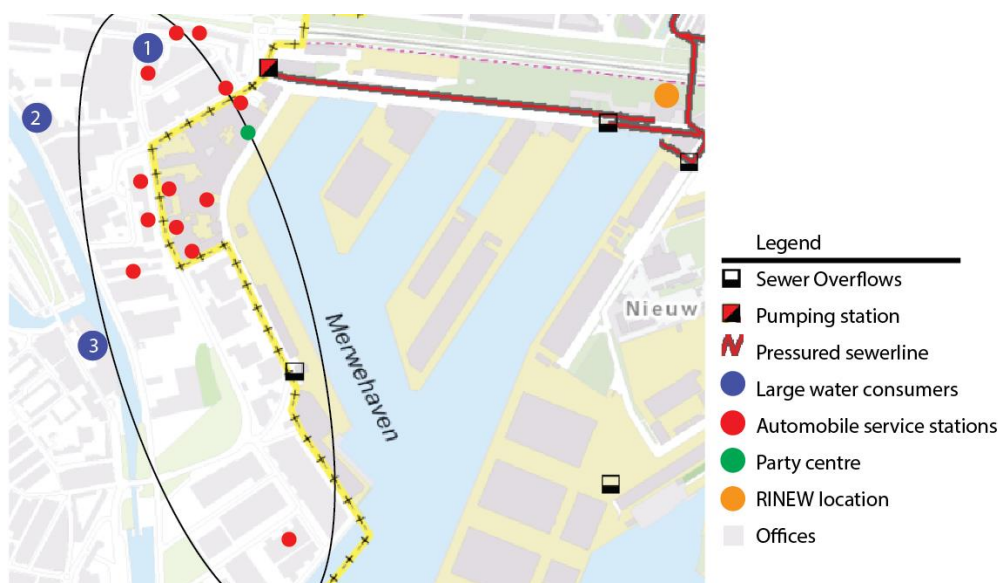 1
2
3
Merwehaven
Nieuw
Legend
Sewer Overflows
Pumping station
Pressured sewerline
Large water consumers
Automobile service stations
Party centre
RINEW location
Offices